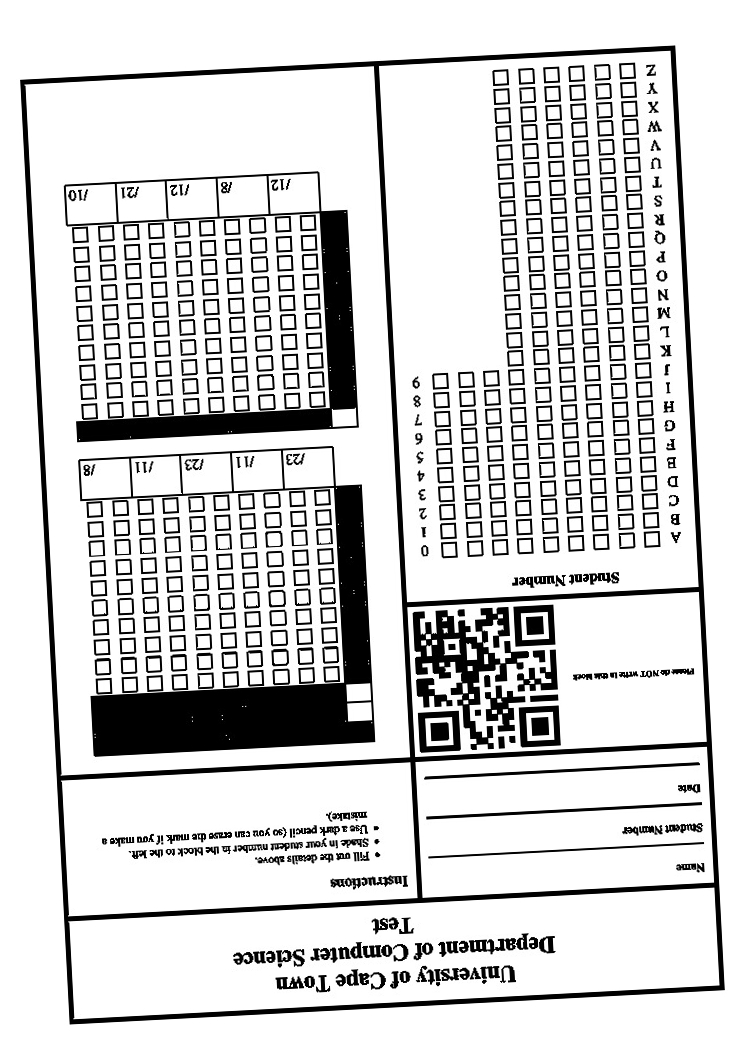 University of Cape Town
Department of Computer Science
Test
Name
Student Number
Date
Instructions
• Fill out the details above.
• Shade in your student number in the block to the left.
• Use a dark pencil (so you can erase the mark if you make a
mistake).
Please do NOT write in this block
Student Number
A 0
B 1
C 2
D 3
E 4
F 5
G 6
H 7
I 8
J 9
K
L
M
N
O
P
Q
R
S
T
U
V
W
X
Y
Z
/23 /11 /23 /11 /8
/12 /8 /12 /21 /10